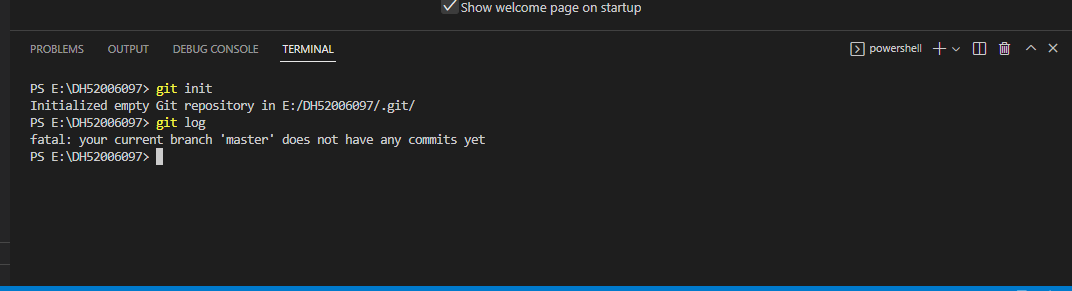 Show welcome page on startup
PROBLEMS OUTPUT DEBUG CONSOLE TERMINAL powershell
PS E:\DH52006097> git init
Initialized empty Git repository in E:/DH52006097/.git/
PS E:\DH52006097> git log
fatal: your current branch 'master' does not have any commits yet
PS E:\DH52006097>